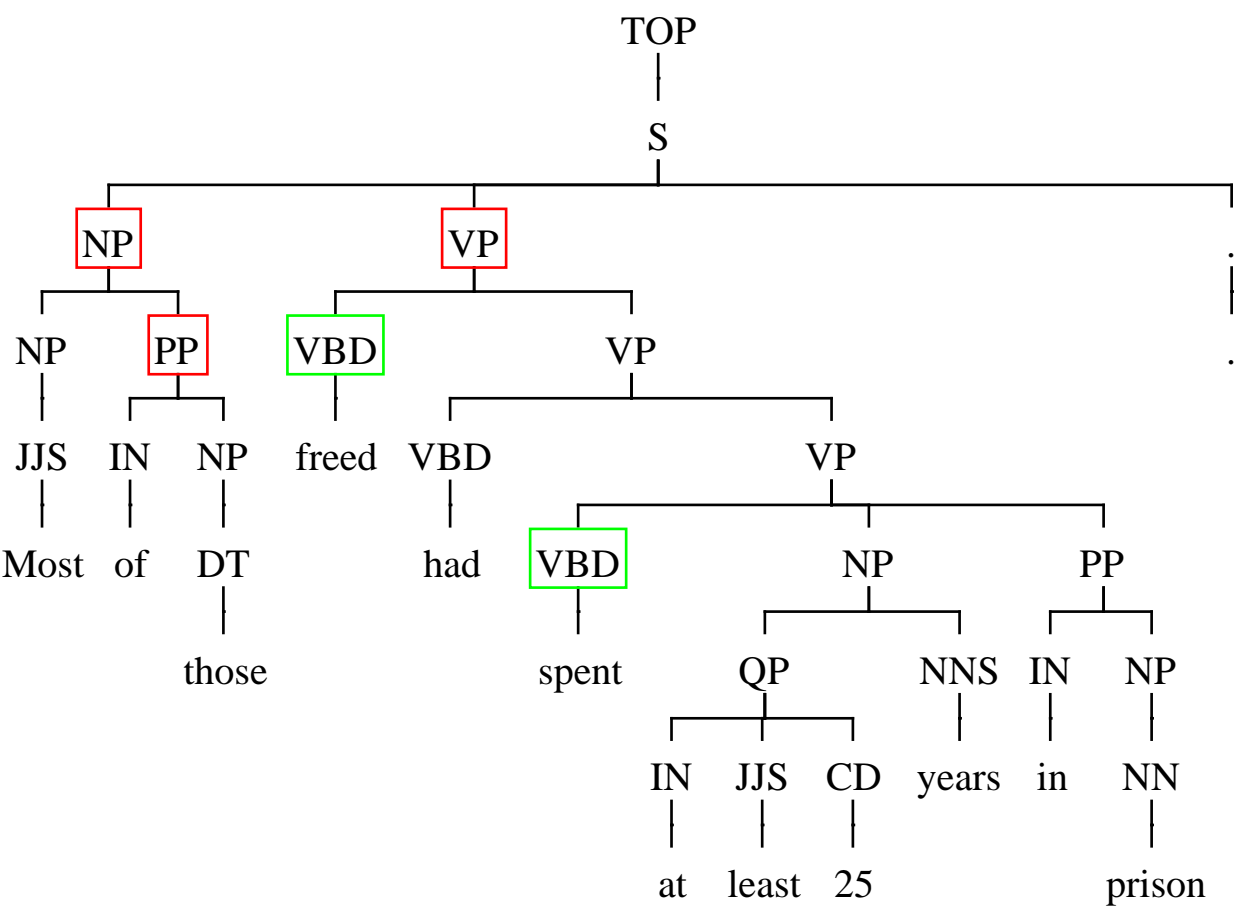 TOP
S
NP VP .
NP PP VBD VP .
JJS IN NP freed VBD VP
Most of DT had VBD NP PP
those spent QP NNS IN NP
IN JJS CD years in NN
at least 25 prison